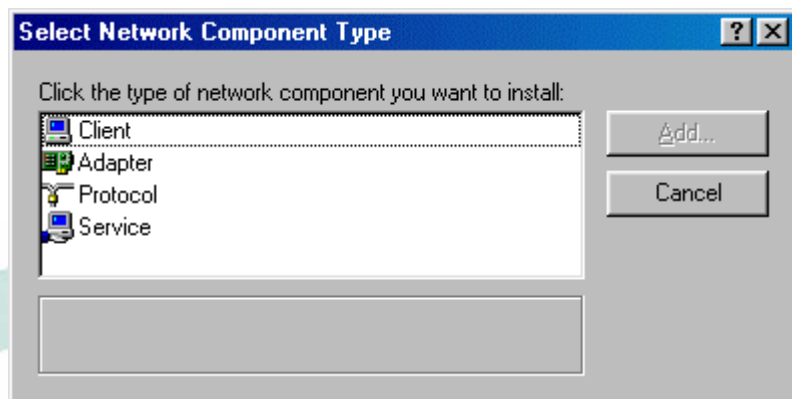 Select Network Component Type
Click the type of network component you want to install:
Client
Add...
Adapter
Protocol
Cancel
Service